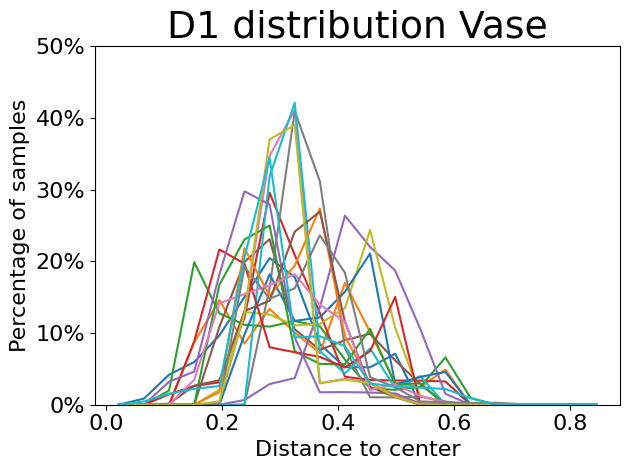 D1 distribution Vase
50%
40%
30%
20%
10%
0%
Percentage of samples
0.0 0.2 0.4 0.6 0.8
Distance to center